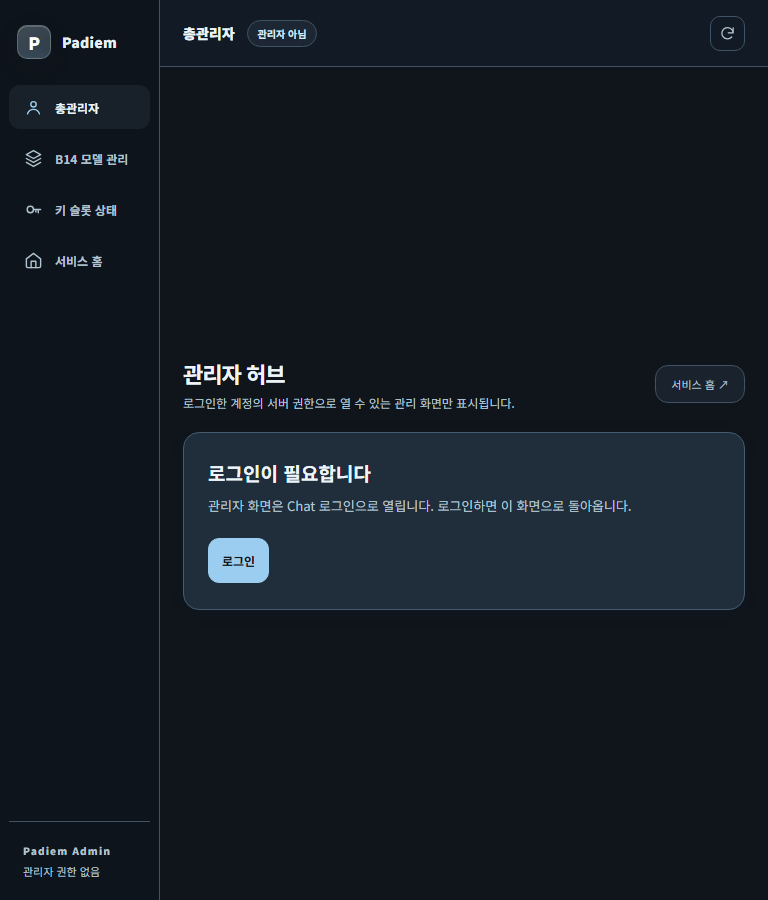 P Padiem
총관리자
B14 모델 관리
키 슬롯 상태
서비스 홈
Padiem Admin
관리자 권한 없음
총관리자 관리자 아님
관리자 허브
로그인한 계정의 서버 권한으로 열 수 있는 관리 화면만 표시됩니다.
서비스 홈 ↗
로그인이 필요합니다
관리자 화면은 Chat 로그인으로 열립니다. 로그인하면 이 화면으로 돌아옵니다.
로그인